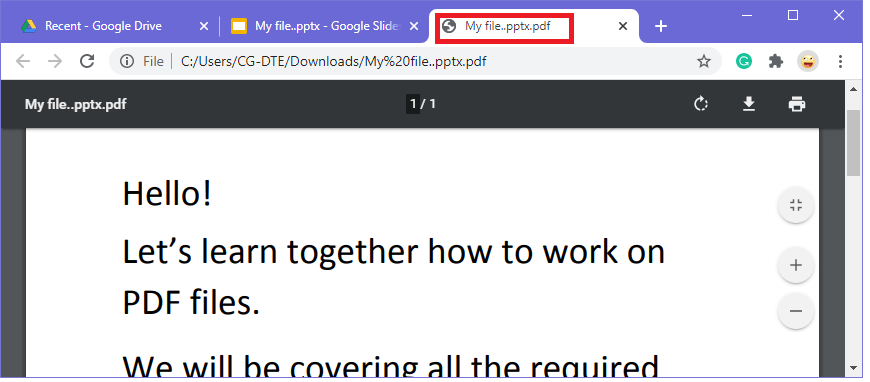 Recent - Google Drive
My file..pptx - Google Slide
My file..pptx.pdf
File | C:/Users/CG-DTE/Downloads/My%20file..pptx.pdf
My file..pptx.pdf
1 / 1
Hello!
Let’s learn together how to work on
PDF files.
We will be covering all the required